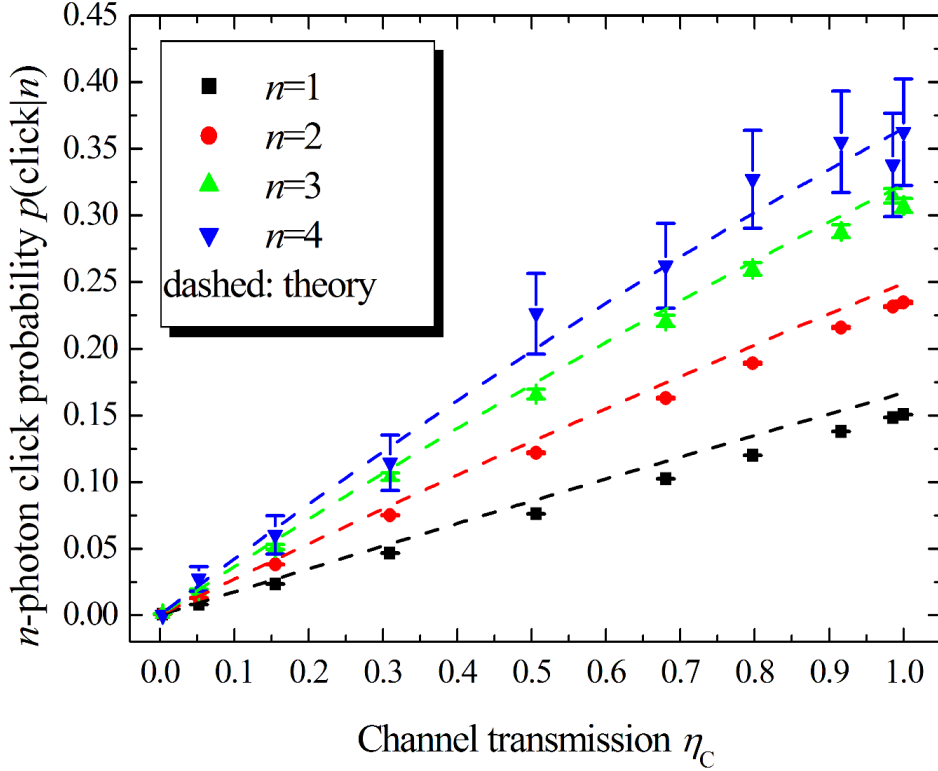 n-photon click probability p(click|n)
0.45
0.40
0.35
0.30
0.25
0.20
0.15
0.10
0.05
0.00
n=1
n=2
n=3
n=4
dashed: theory
0.0 0.1 0.2 0.3 0.4 0.5 0.6 0.7 0.8 0.9 1.0
Channel transmission η_C